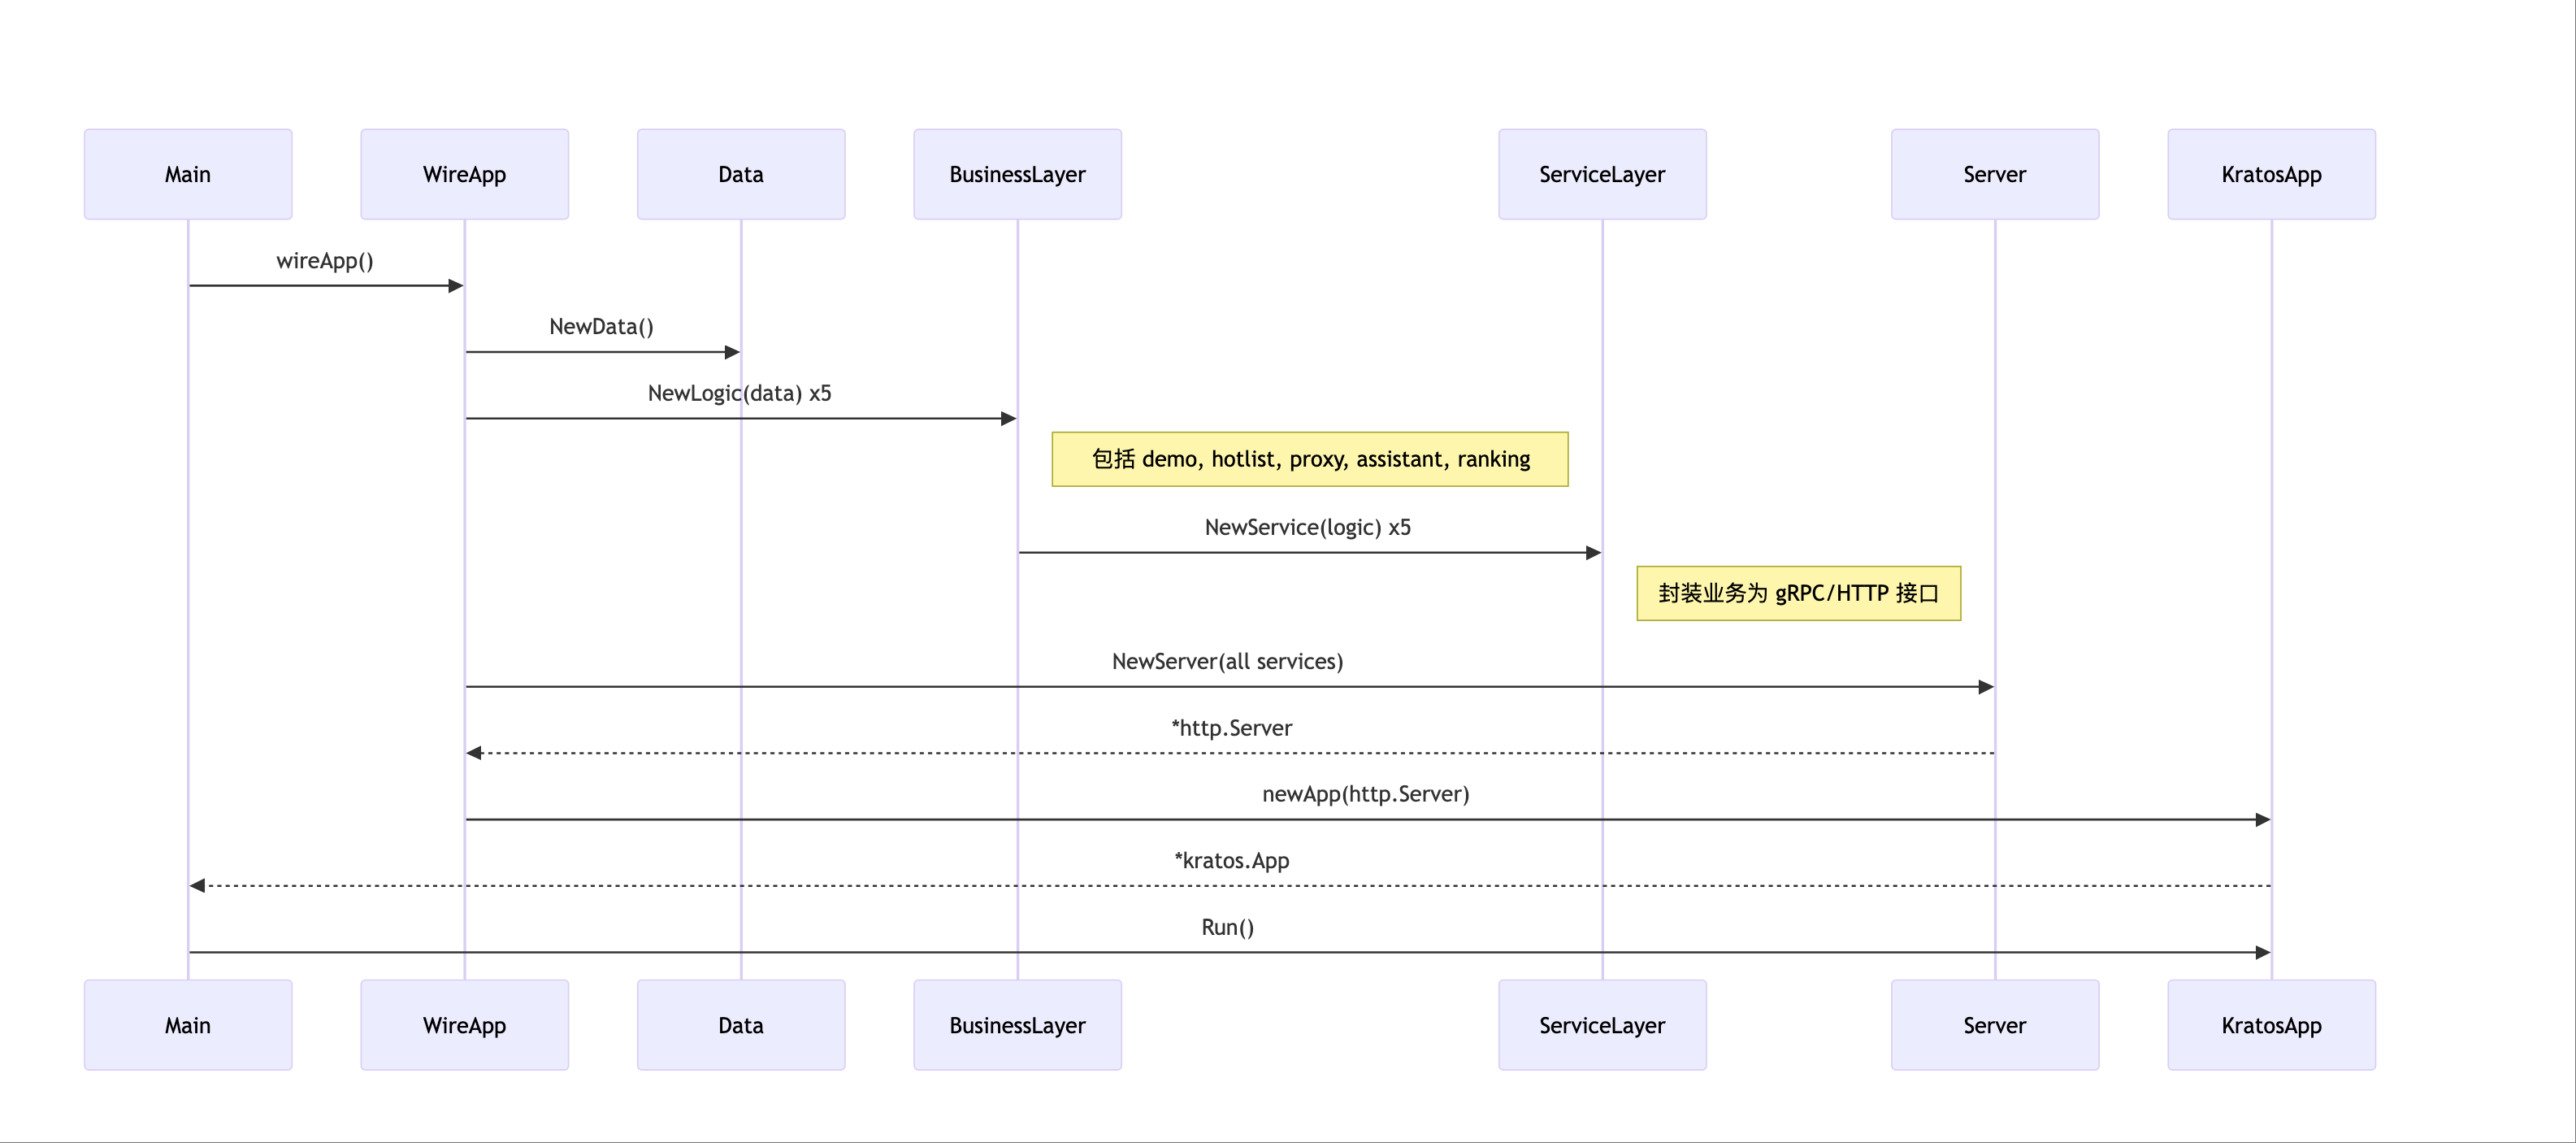 Main
WireApp
Data
BusinessLayer
ServiceLayer
Server
KratosApp
wireApp()
NewData()
NewLogic(data) x5
包括 demo, hotlist, proxy, assistant, ranking
NewService(logic) x5
封装业务为 gRPC/HTTP 接口
NewServer(all services)
*http.Server
newApp(http.Server)
*kratos.App
Run()
Main
WireApp
Data
BusinessLayer
ServiceLayer
Server
KratosApp